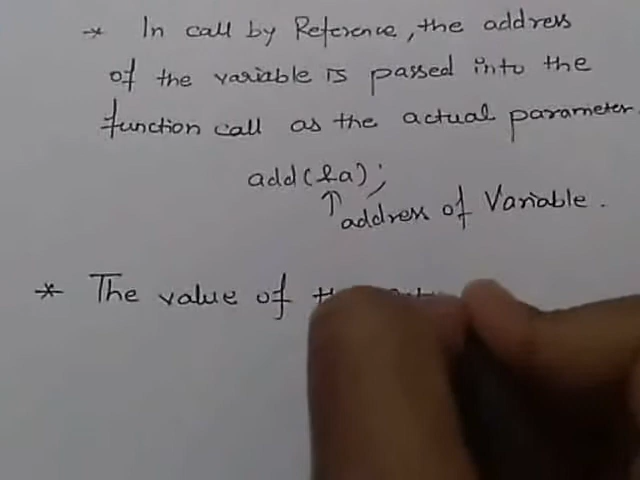 * In call by Reference, the address
of the variable is passed into the
function call as the actual parameter.
add(&a);
↑ address of Variable.
* The value of